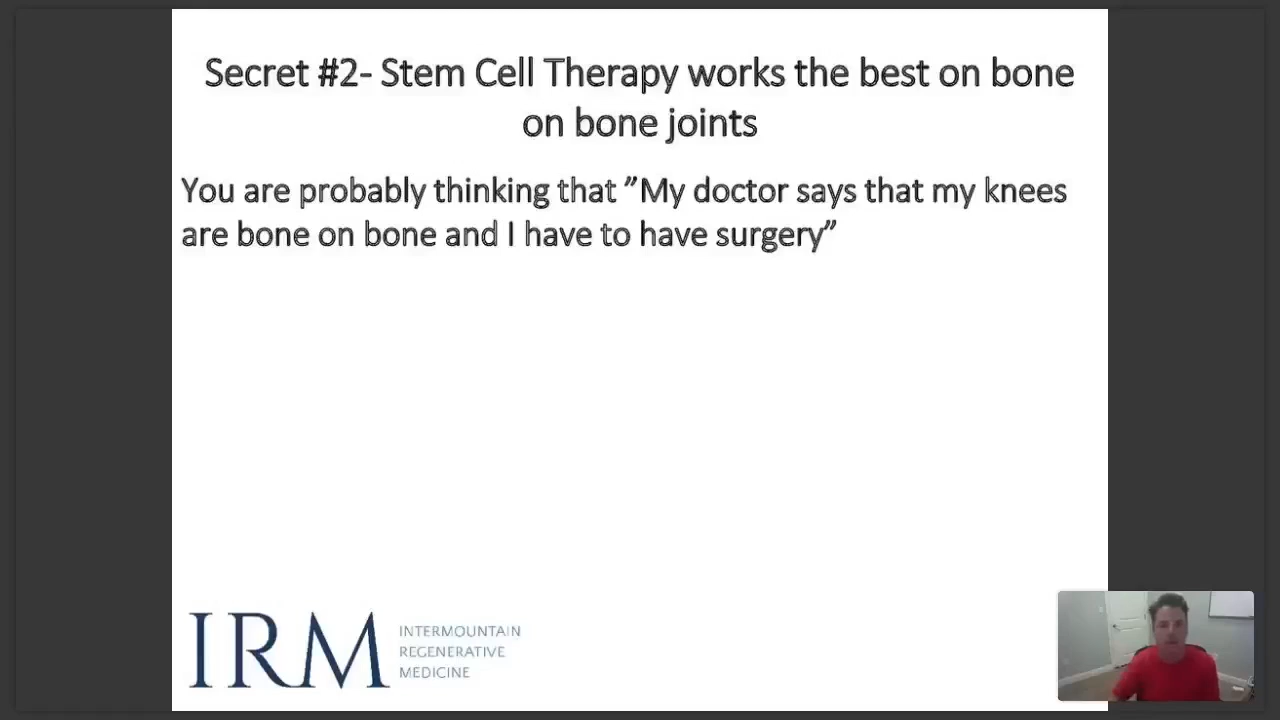 Secret #2- Stem Cell Therapy works the best on bone
on bone joints
You are probably thinking that ”My doctor says that my knees
are bone on bone and I have to have surgery”
IRM
INTERMOUNTAIN
REGENERATIVE
MEDICINE